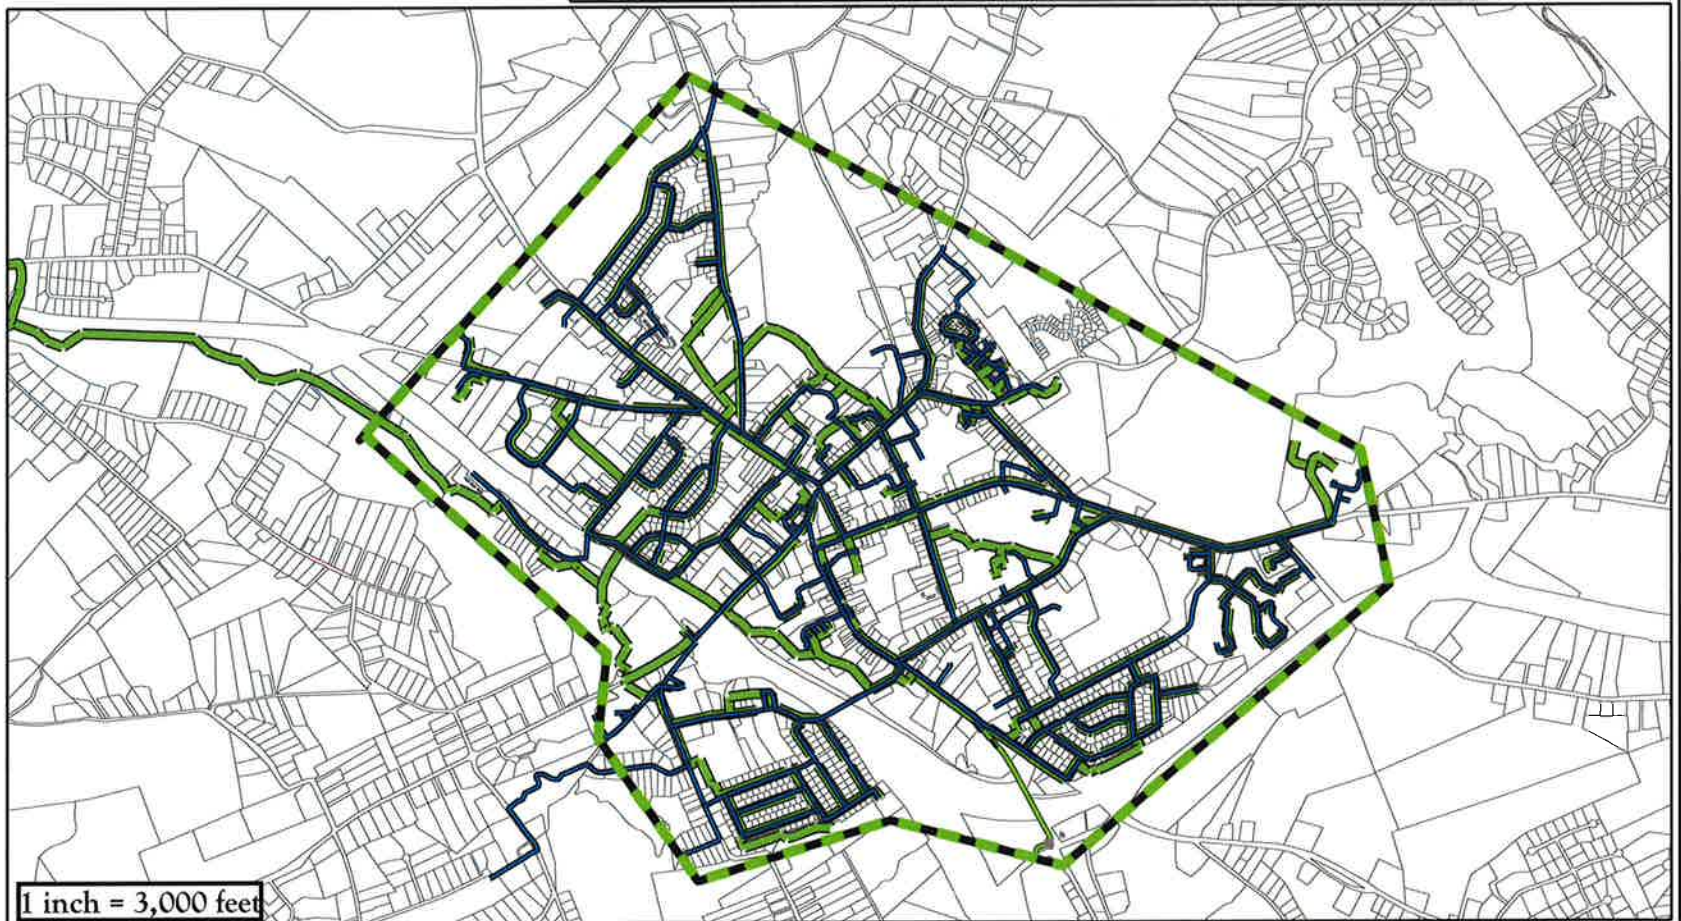 1 inch = 3,000 feet